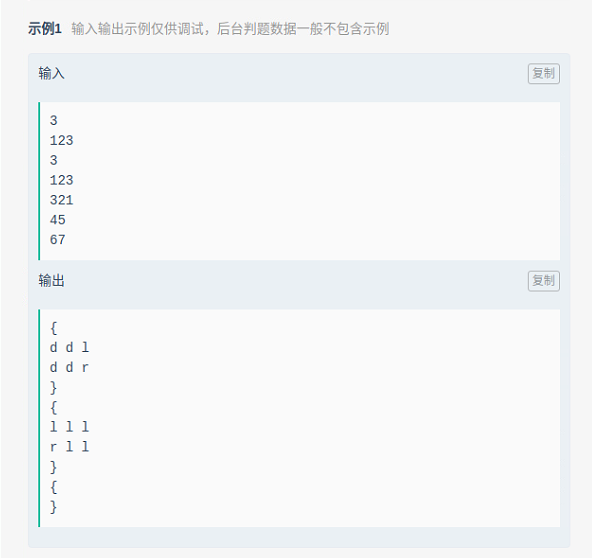 示例1 输入输出示例仅供调试，后台判题数据一般不包含示例
输入 复制
3
123
3
123
321
45
67
输出 复制
{
d d l
d d r
}
{
l l l
r l l
}
{
}